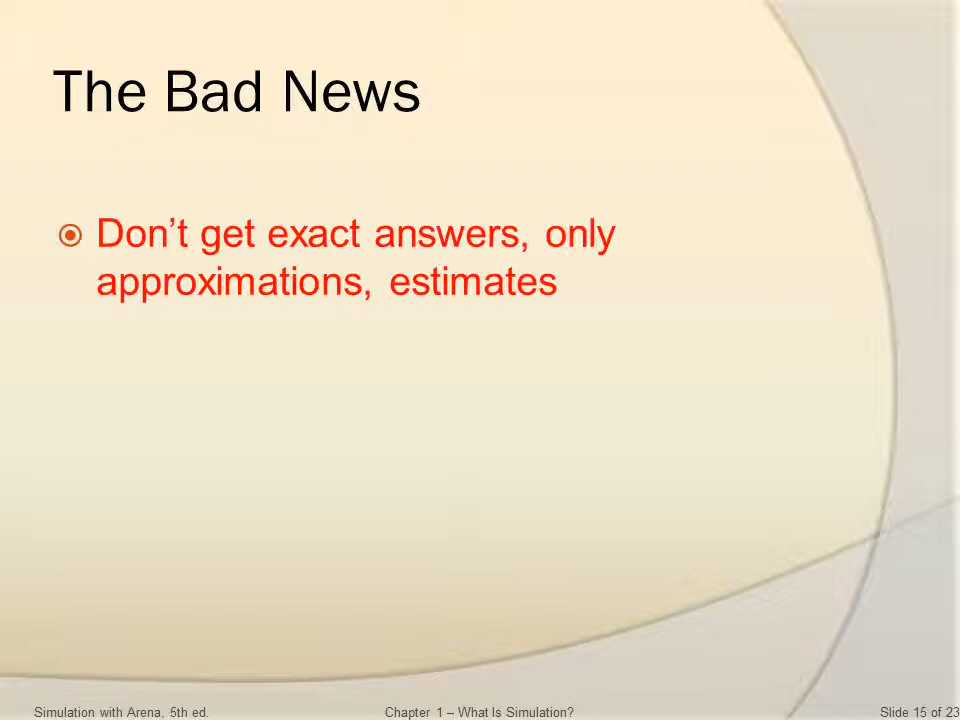 The Bad News
Don’t get exact answers, only
approximations, estimates
Simulation with Arena, 5th ed.
Chapter 1 – What Is Simulation?
Slide 15 of 23